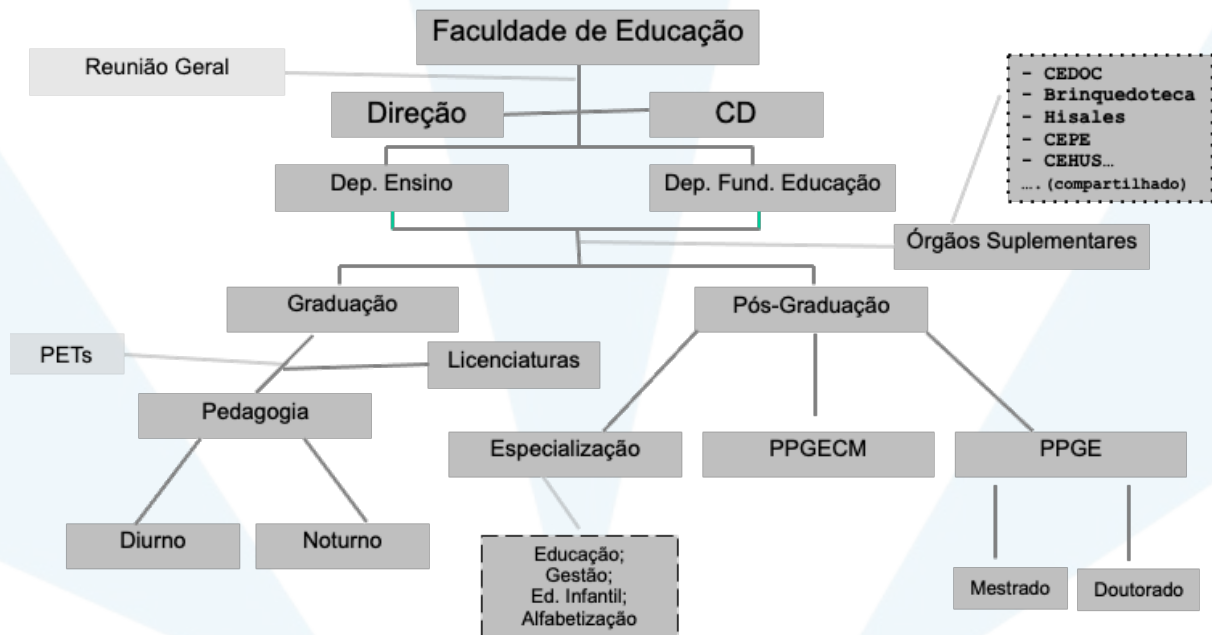 Faculdade de Educação
Reunião Geral
- CEDOC
- Brinquedoteca
- Hisales
- CEPE
- CEHUS...
.... (compartilhado)
Direção
CD
Dep. Ensino
Dep. Fund. Educação
Órgãos Suplementares
Graduação
Pós-Graduação
PETs
Licenciaturas
Pedagogia
Especialização
PPGECM
PPGE
Diurno
Noturno
Educação;
Gestão;
Ed. Infantil;
Alfabetização
Mestrado
Doutorado